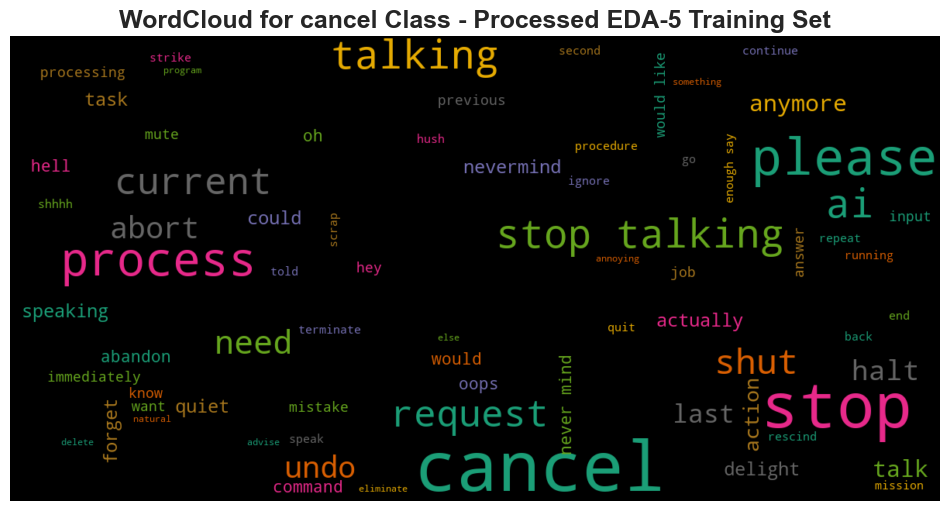 WordCloud for cancel Class - Processed EDA-5 Training Set
talking
second
continue
strike
processing
program
would like
something
task
previous
anymore
mute
oh
hush
procedure
enough say
please
hell
nevermind
go
current
ignore
shhhh
ai
could
input
abort
scrap
stop talking
answer
repeat
process
told
hey
annoying
job
running
speaking
terminate
quit
actually
end
need
else
back
abandon
would
shut
halt
immediately
oops
never mind
know
want
natural
forget
quiet
mistake
request
last
action
stop
delete
advise
speak
rescind
undo
cancel
delight
talk
command
eliminate
mission